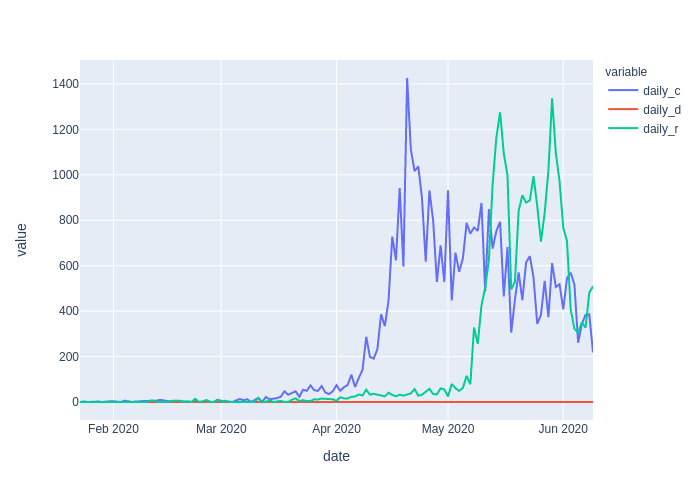 variable
daily_c
daily_d
daily_r
1400
1200
1000
800
600
400
200
0
value
Feb 2020
Mar 2020
Apr 2020
May 2020
Jun 2020
date